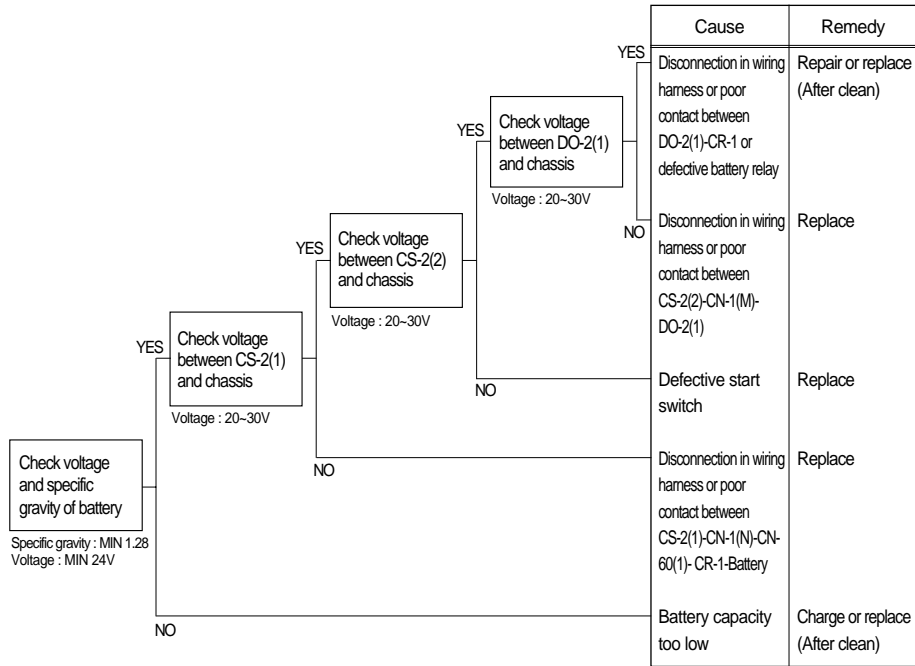 Cause
Remedy
YES
Disconnection in wiring
harness or poor
contact between
DO-2(1)-CR-1 or
defective battery relay
Repair or replace
(After clean)
YES
Check voltage
between DO-2(1)
and chassis
Voltage : 20~30V
NO
Disconnection in wiring
harness or poor
contact between
CS-2(2)-CN-1(M)-
DO-2(1)
Replace
YES
Check voltage
between CS-2(2)
and chassis
Voltage : 20~30V
NO
Defective start
switch
Replace
YES
Check voltage
between CS-2(1)
and chassis
Voltage : 20~30V
NO
Disconnection in wiring
harness or poor
contact between
CS-2(1)-CN-1(N)-CN-
60(1)- CR-1-Battery
Replace
Check voltage
and specific
gravity of battery
Specific gravity : MIN 1.28
Voltage : MIN 24V
NO
Battery capacity
too low
Charge or replace
(After clean)